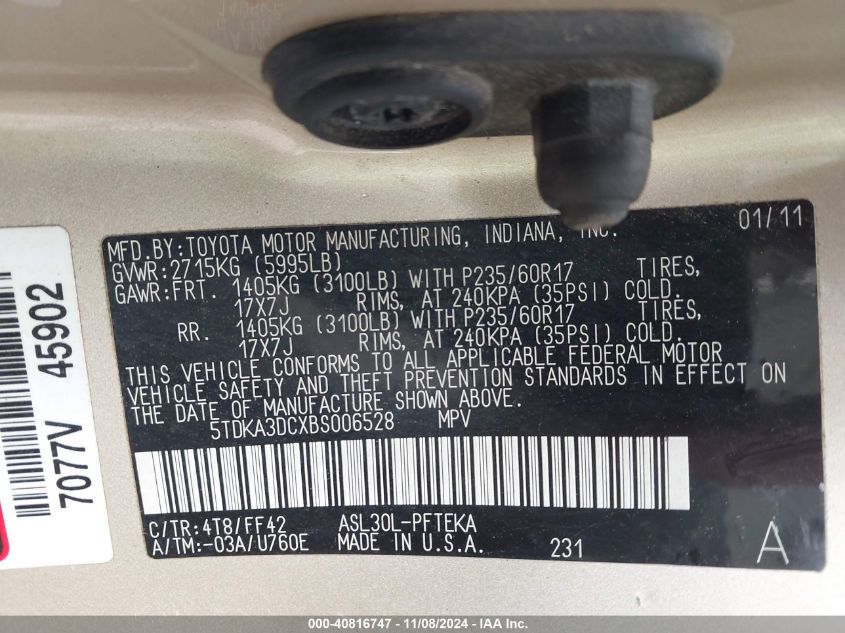 MFD.BY:TOYOTA MOTOR MANUFACTURING, INDIANA, INC. 01/11
GVWR:2715KG (5995LB)
GAWR:FRT. 1405KG (3100LB) WITH P235/60R17 TIRES,
17X7J RIMS, AT 240KPA (35PSI) COLD.
RR. 1405KG (3100LB) WITH P235/60R17 TIRES,
17X7J RIMS, AT 240KPA (35PSI) COLD.
THIS VEHICLE CONFORMS TO ALL APPLICABLE FEDERAL MOTOR
VEHICLE SAFETY AND THEFT PREVENTION STANDARDS IN EFFECT ON
THE DATE OF MANUFACTURE SHOWN ABOVE.
5TDKA3DCXBS006528 MPV
C/TR:4T8/FF42 ASL30L-PFTEKA
A/TM:-03A/U760E MADE IN U.S.A. 231 A
7077V 45902
000-40816747 - 11/08/2024 - IAA Inc.